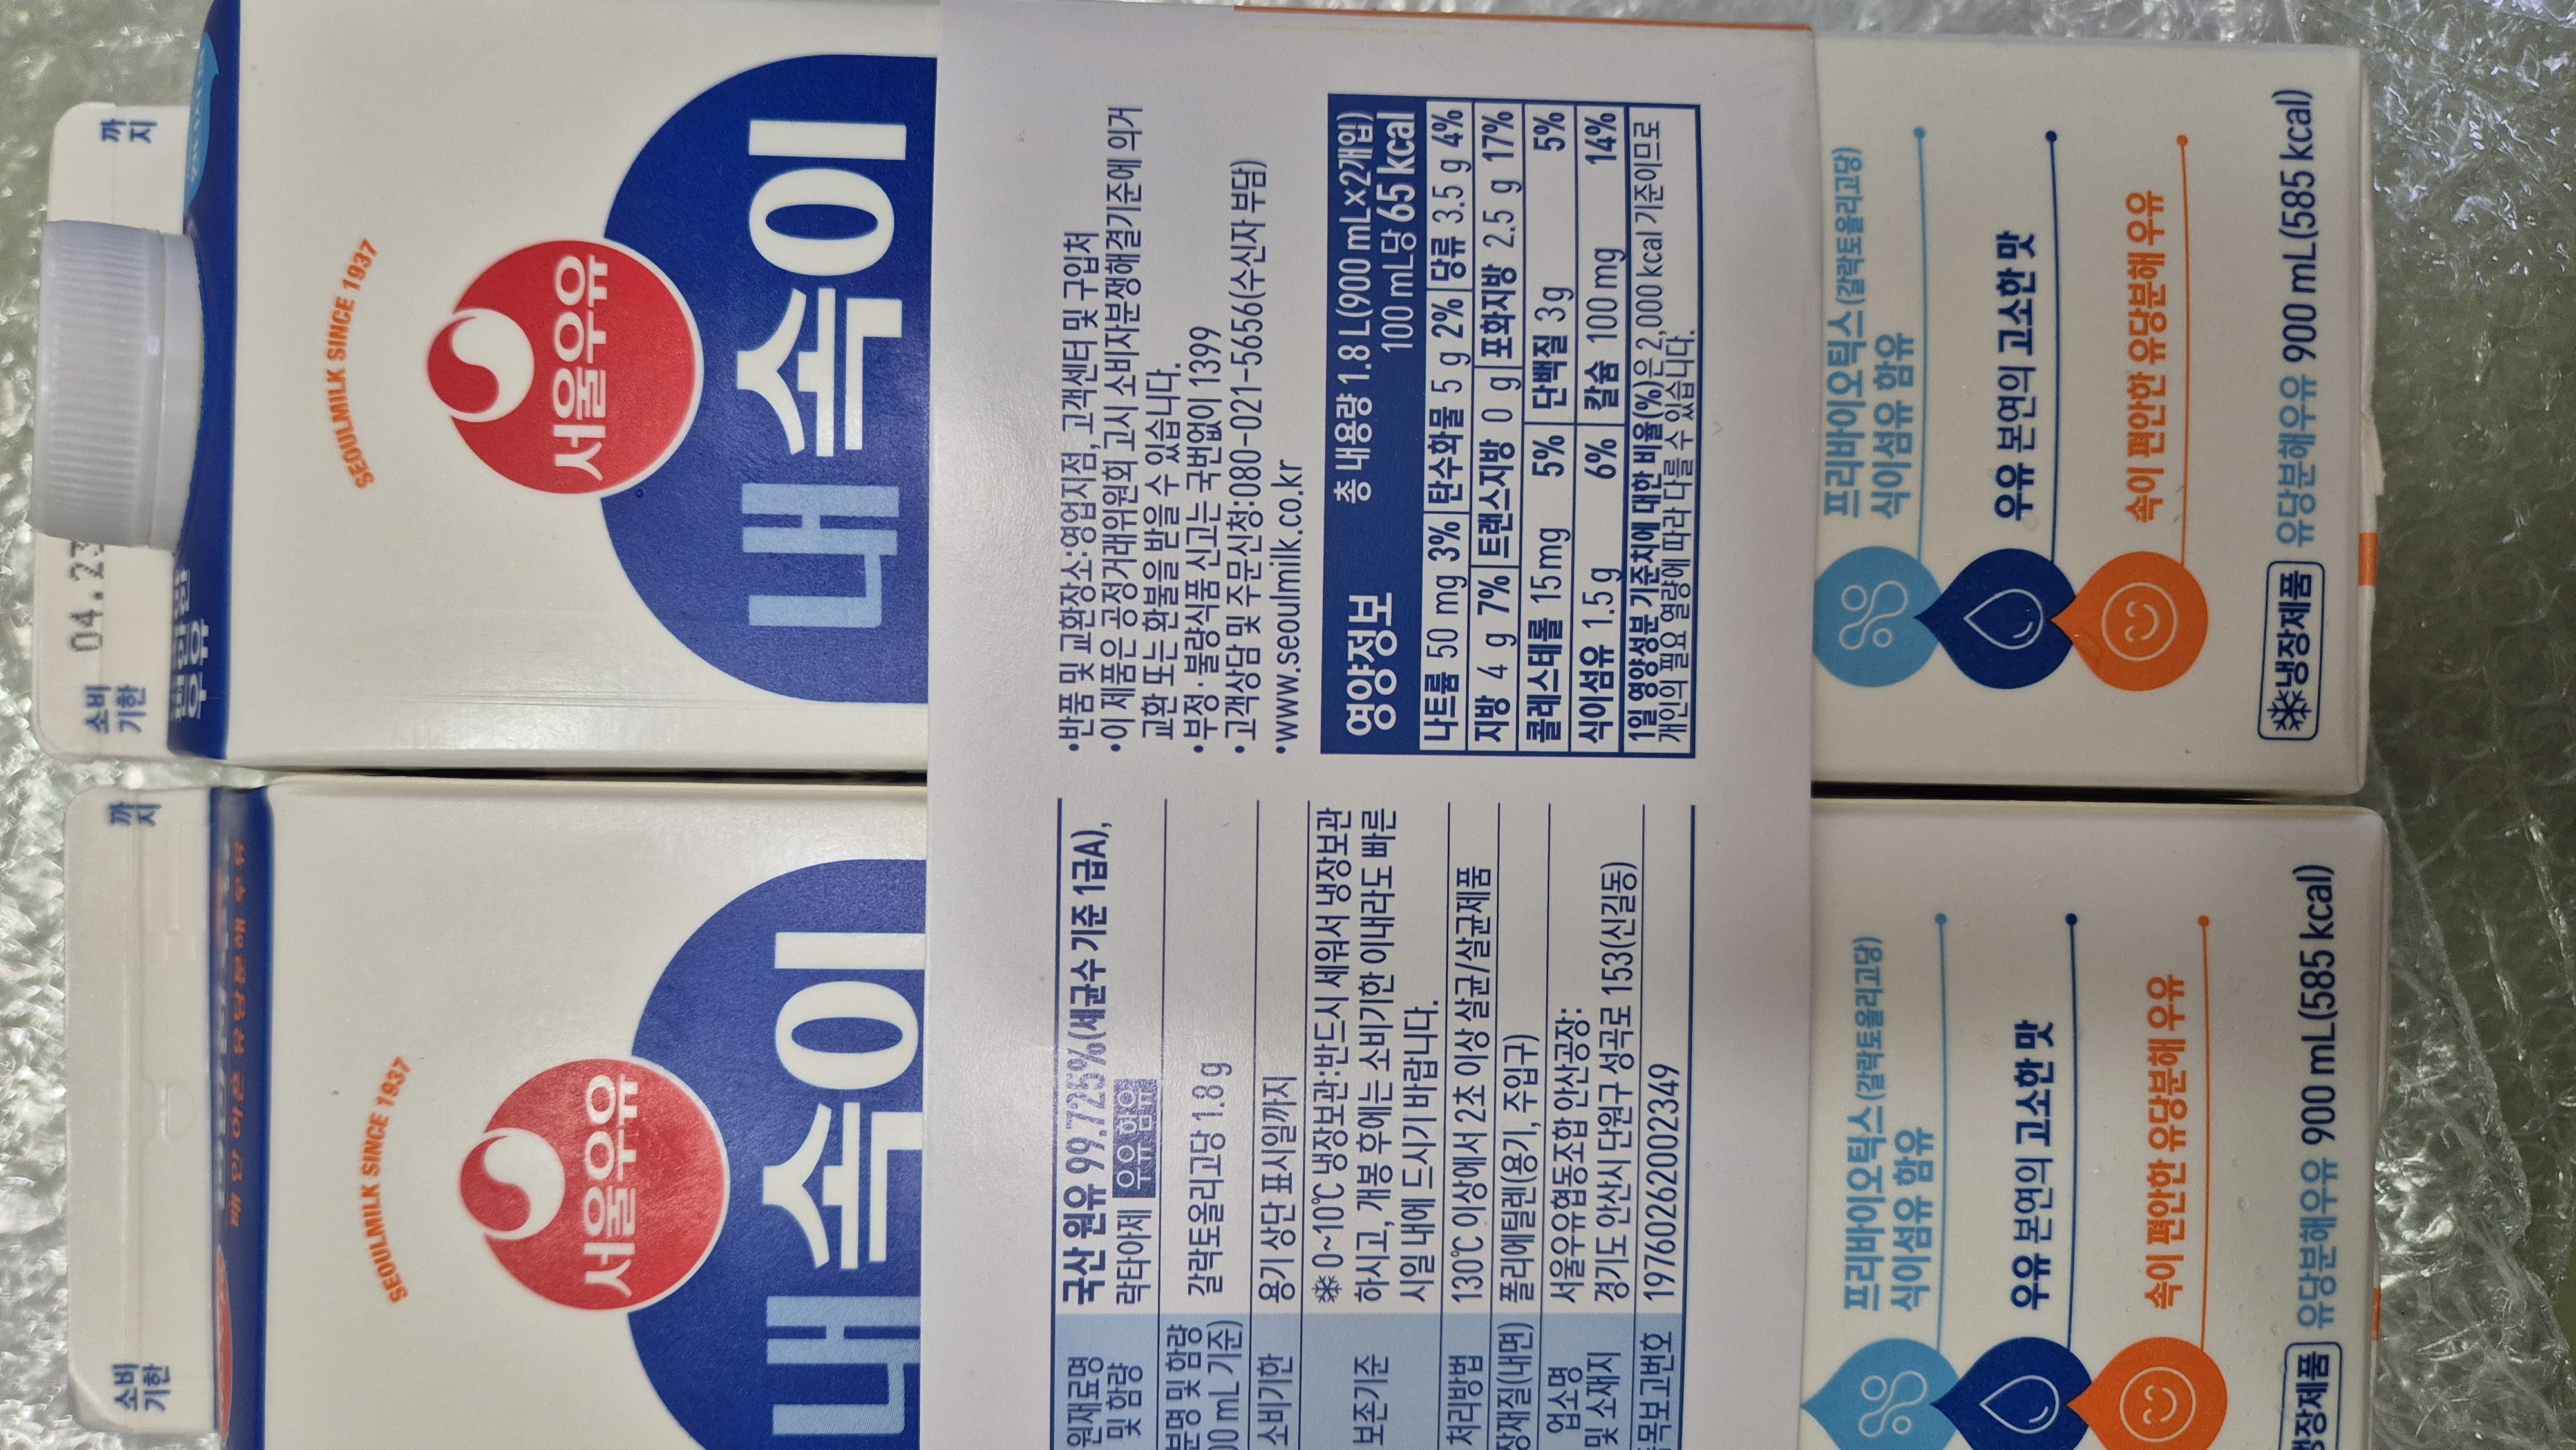 소비
기한
04.23
까
지
SEOULMILK SINCE 1937
서울우유
내 속이
•반품 및 교환장소:영업지점, 고객센터 및 구입처
•이 제품은 공정거래위원회 고시 소비자분쟁해결기준에 의거
교환 또는 환불을 받을 수 있습니다.
•부정·불량식품 신고는 국번없이 1399
•고객상담 및 주문신청:080-021-5656(수신자 부담)
•www.seoulmilk.co.kr
영양정보
총 내용량 1.8 L(900 mL×2개입)
100 mL당 65 kcal
나트륨 50 mg 3% 탄수화물 5 g 2% 당류 3.5 g 4%
지방 4 g 7% 트랜스지방 0 g 포화지방 2.5 g 17%
콜레스테롤 15 mg 5% 단백질 3 g 5%
식이섬유 1.5 g 6% 칼슘 100 mg 14%
1일 영양성분 기준치에 대한 비율(%)은 2,000 kcal 기준이므로
개인의 필요 열량에 따라 다를 수 있습니다.
프리바이오틱스(갈락토올리고당)
식이섬유 함유
우유 본연의 고소한 맛
속이 편안한 유당분해 우유
냉장제품 유당분해우유 900 mL(585 kcal)
소비
기한
까
지
배 안 아픈 유당분해 우유
SEOULMILK SINCE 1937
서울우유
내 속이
원재료명
및 함량
국산 원유 99.725%(세균수 기준 1급A),
락타아제 우유 함유
분명 및 함량
00 mL 기준)
갈락토올리고당 1.8 g
소비기한 용기 상단 표시일까지
보존기준
0~10℃ 냉장보관:반드시 세워서 냉장보관
하시고, 개봉 후에는 소비기한 이내라도 빠른
시일 내에 드시기 바랍니다.
처리방법 130℃ 이상에서 2초 이상 살균/살균제품
장재질(내면) 폴리에틸렌(용기, 주입구)
업소명
및 소재지
서울우유협동조합 안산공장:
경기도 안산시 단원구 성곡로 153(신길동)
목보고번호 19760262002349
프리바이오틱스(갈락토올리고당)
식이섬유 함유
우유 본연의 고소한 맛
속이 편안한 유당분해 우유
냉장제품 유당분해우유 900 mL(585 kcal)